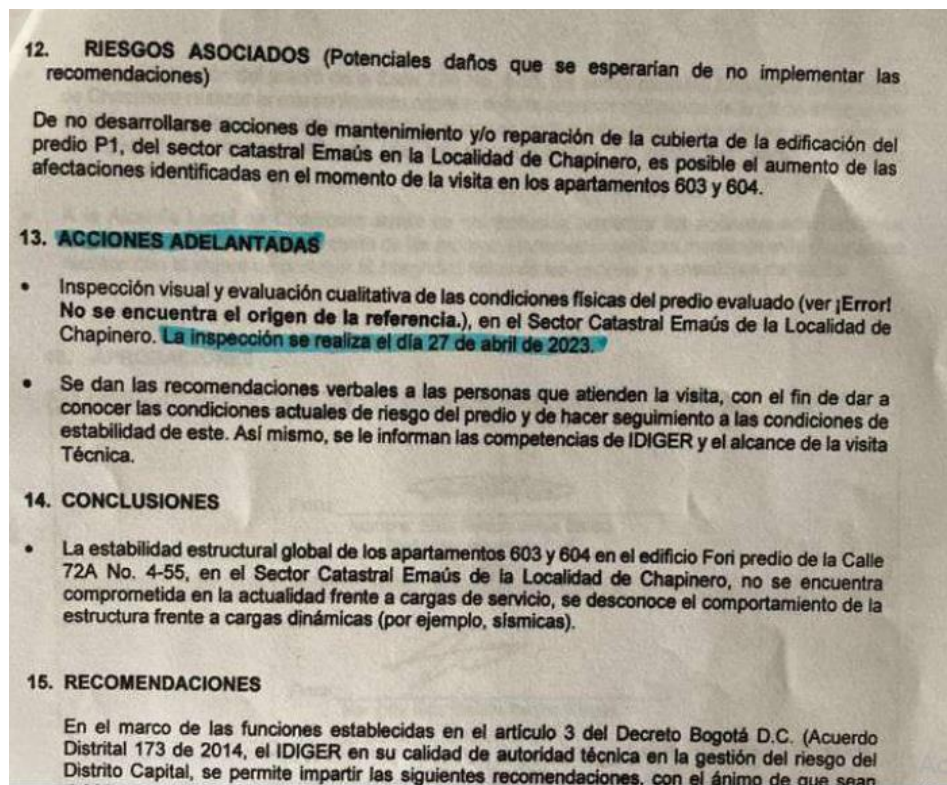 12. RIESGOS ASOCIADOS (Potenciales daños que se esperarían de no implementar las
recomendaciones)
De no desarrollarse acciones de mantenimiento y/o reparación de la cubierta de la edificación del
predio P1, del sector catastral Emaús en la Localidad de Chapinero, es posible el aumento de las
afectaciones identificadas en el momento de la visita en los apartamentos 603 y 604.
13. ACCIONES ADELANTADAS
• Inspección visual y evaluación cualitativa de las condiciones físicas del predio evaluado (ver ¡Error!
No se encuentra el origen de la referencia.), en el Sector Catastral Emaús de la Localidad de
Chapinero. La inspección se realiza el día 27 de abril de 2023.
• Se dan las recomendaciones verbales a las personas que atienden la visita, con el fin de dar a
conocer las condiciones actuales de riesgo del predio y de hacer seguimiento a las condiciones de
estabilidad de este. Así mismo, se le informan las competencias de IDIGER y el alcance de la visita
Técnica.
14. CONCLUSIONES
• La estabilidad estructural global de los apartamentos 603 y 604 en el edificio Fori predio de la Calle
72A No. 4-55, en el Sector Catastral Emaús de la Localidad de Chapinero, no se encuentra
comprometida en la actualidad frente a cargas de servicio, se desconoce el comportamiento de la
estructura frente a cargas dinámicas (por ejemplo, sísmicas).
15. RECOMENDACIONES
En el marco de las funciones establecidas en el artículo 3 del Decreto Bogotá D.C. (Acuerdo
Distrital 173 de 2014, el IDIGER en su calidad de autoridad técnica en la gestión del riesgo del
Distrito Capital, se permite impartir las siguientes recomendaciones, con el ánimo de que sean